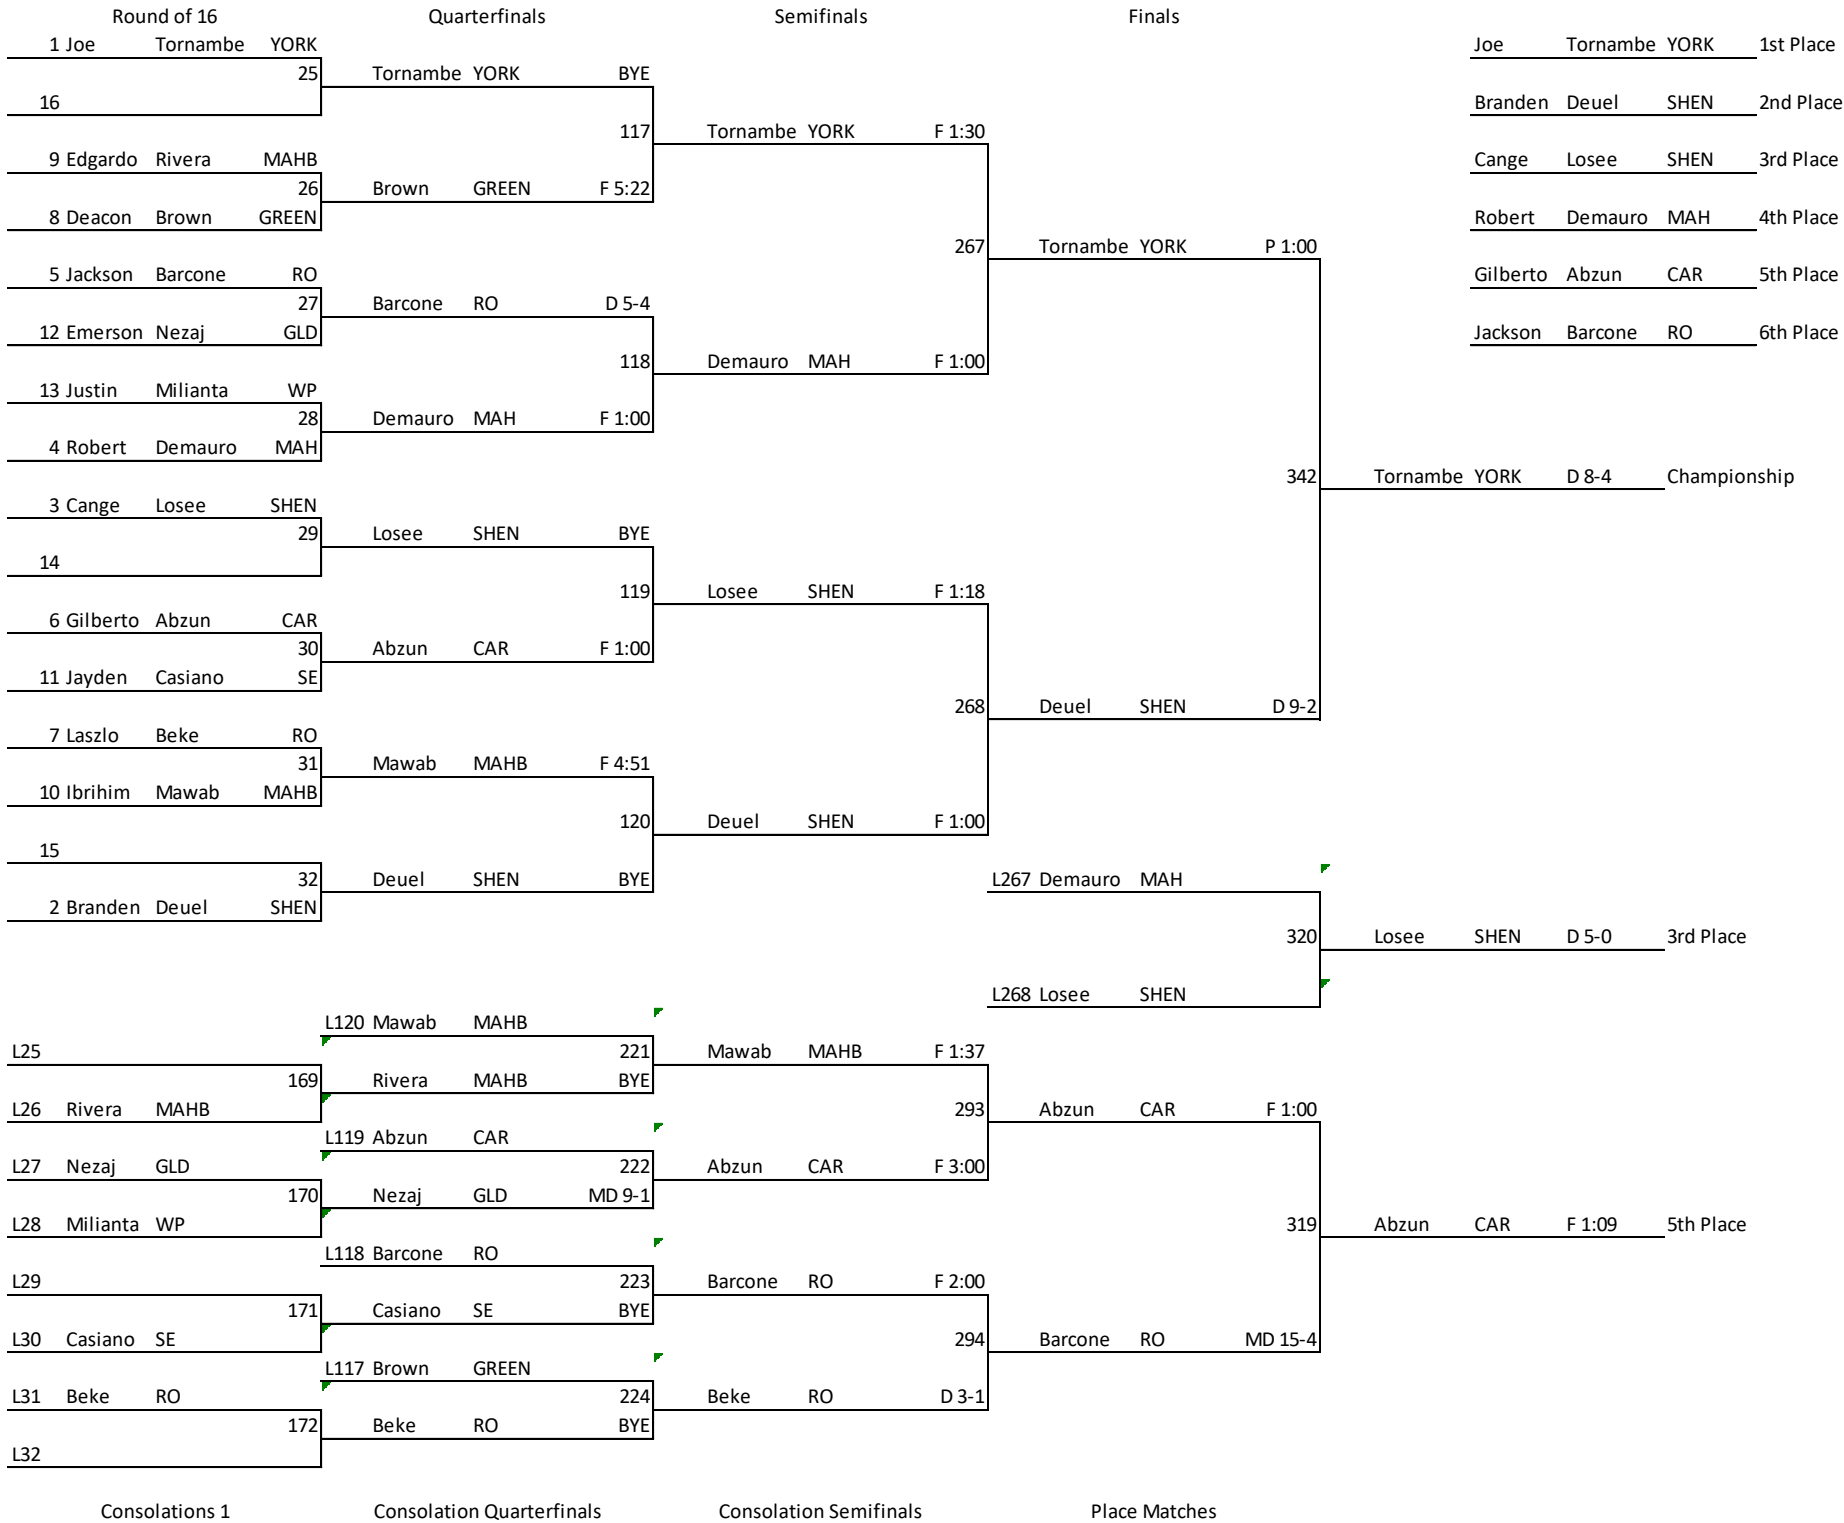 Round of 16 Quarterfinals Semifinals Finals
1 Joe Tornambe YORK Joe Tornambe YORK 1st Place
25 Tornambe YORK BYE
16 Branden Deuel SHEN 2nd Place
117 Tornambe YORK F 1:30
9 Edgardo Rivera MAHB Cange Losee SHEN 3rd Place
26 Brown GREEN F 5:22
8 Deacon Brown GREEN Robert Demauro MAH 4th Place
267 Tornambe YORK P 1:00
5 Jackson Barcone RO Gilberto Abzun CAR 5th Place
27 Barcone RO D 5-4
12 Emerson Nezaj GLD Jackson Barcone RO 6th Place
118 Demauro MAH F 1:00
13 Justin Milianta WP
28 Demauro MAH F 1:00
4 Robert Demauro MAH
342 Tornambe YORK D 8-4 Championship
3 Cange Losee SHEN
29 Losee SHEN BYE
14
119 Losee SHEN F 1:18
6 Gilberto Abzun CAR
30 Abzun CAR F 1:00
11 Jayden Casiano SE
268 Deuel SHEN D 9-2
7 Laszlo Beke RO
31 Mawab MAHB F 4:51
10 Ibrihim Mawab MAHB
120 Deuel SHEN F 1:00
15
32 Deuel SHEN BYE L267 Demauro MAH
2 Branden Deuel SHEN
320 Losee SHEN D 5-0 3rd Place
L268 Losee SHEN
L120 Mawab MAHB
L25 221 Mawab MAHB F 1:37
169 Rivera MAHB BYE
L26 Rivera MAHB 293 Abzun CAR F 1:00
L119 Abzun CAR
L27 Nezaj GLD 222 Abzun CAR F 3:00
170 Nezaj GLD MD 9-1
L28 Milianta WP 319 Abzun CAR F 1:09 5th Place
L118 Barcone RO
L29 223 Barcone RO F 2:00
171 Casiano SE BYE
L30 Casiano SE 294 Barcone RO MD 15-4
L117 Brown GREEN
L31 Beke RO 224 Beke RO D 3-1
172 Beke RO BYE
L32
Consolations 1 Consolation Quarterfinals Consolation Semifinals Place Matches